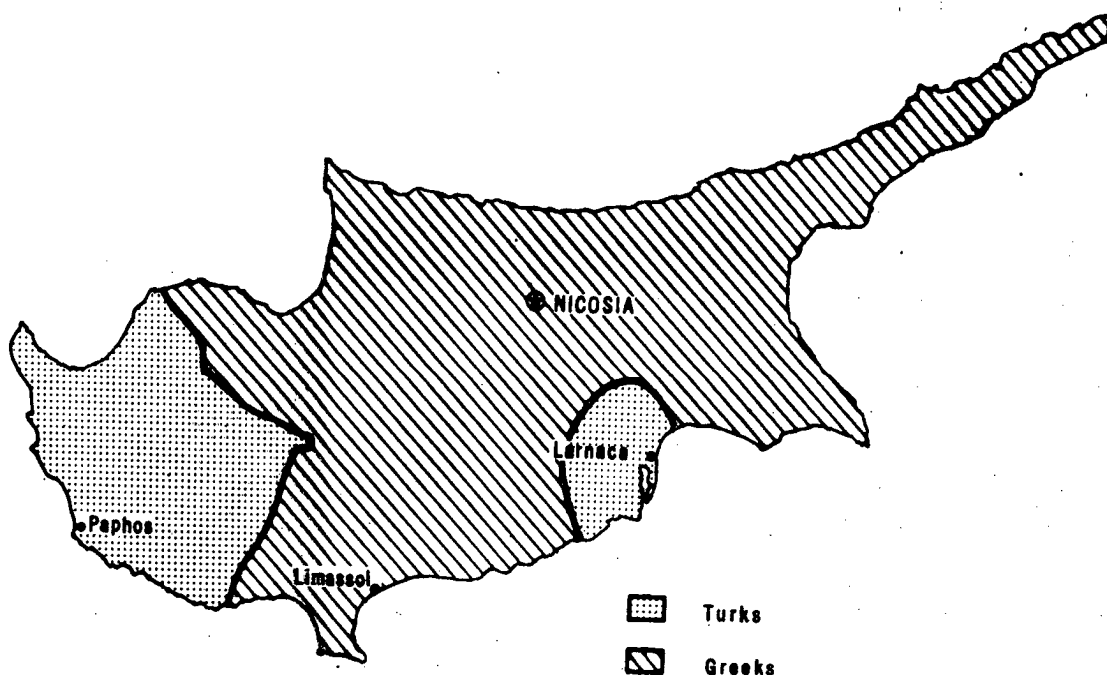 NICOSIA
Larnaca
Paphos
Limassol
Turks
Greeks